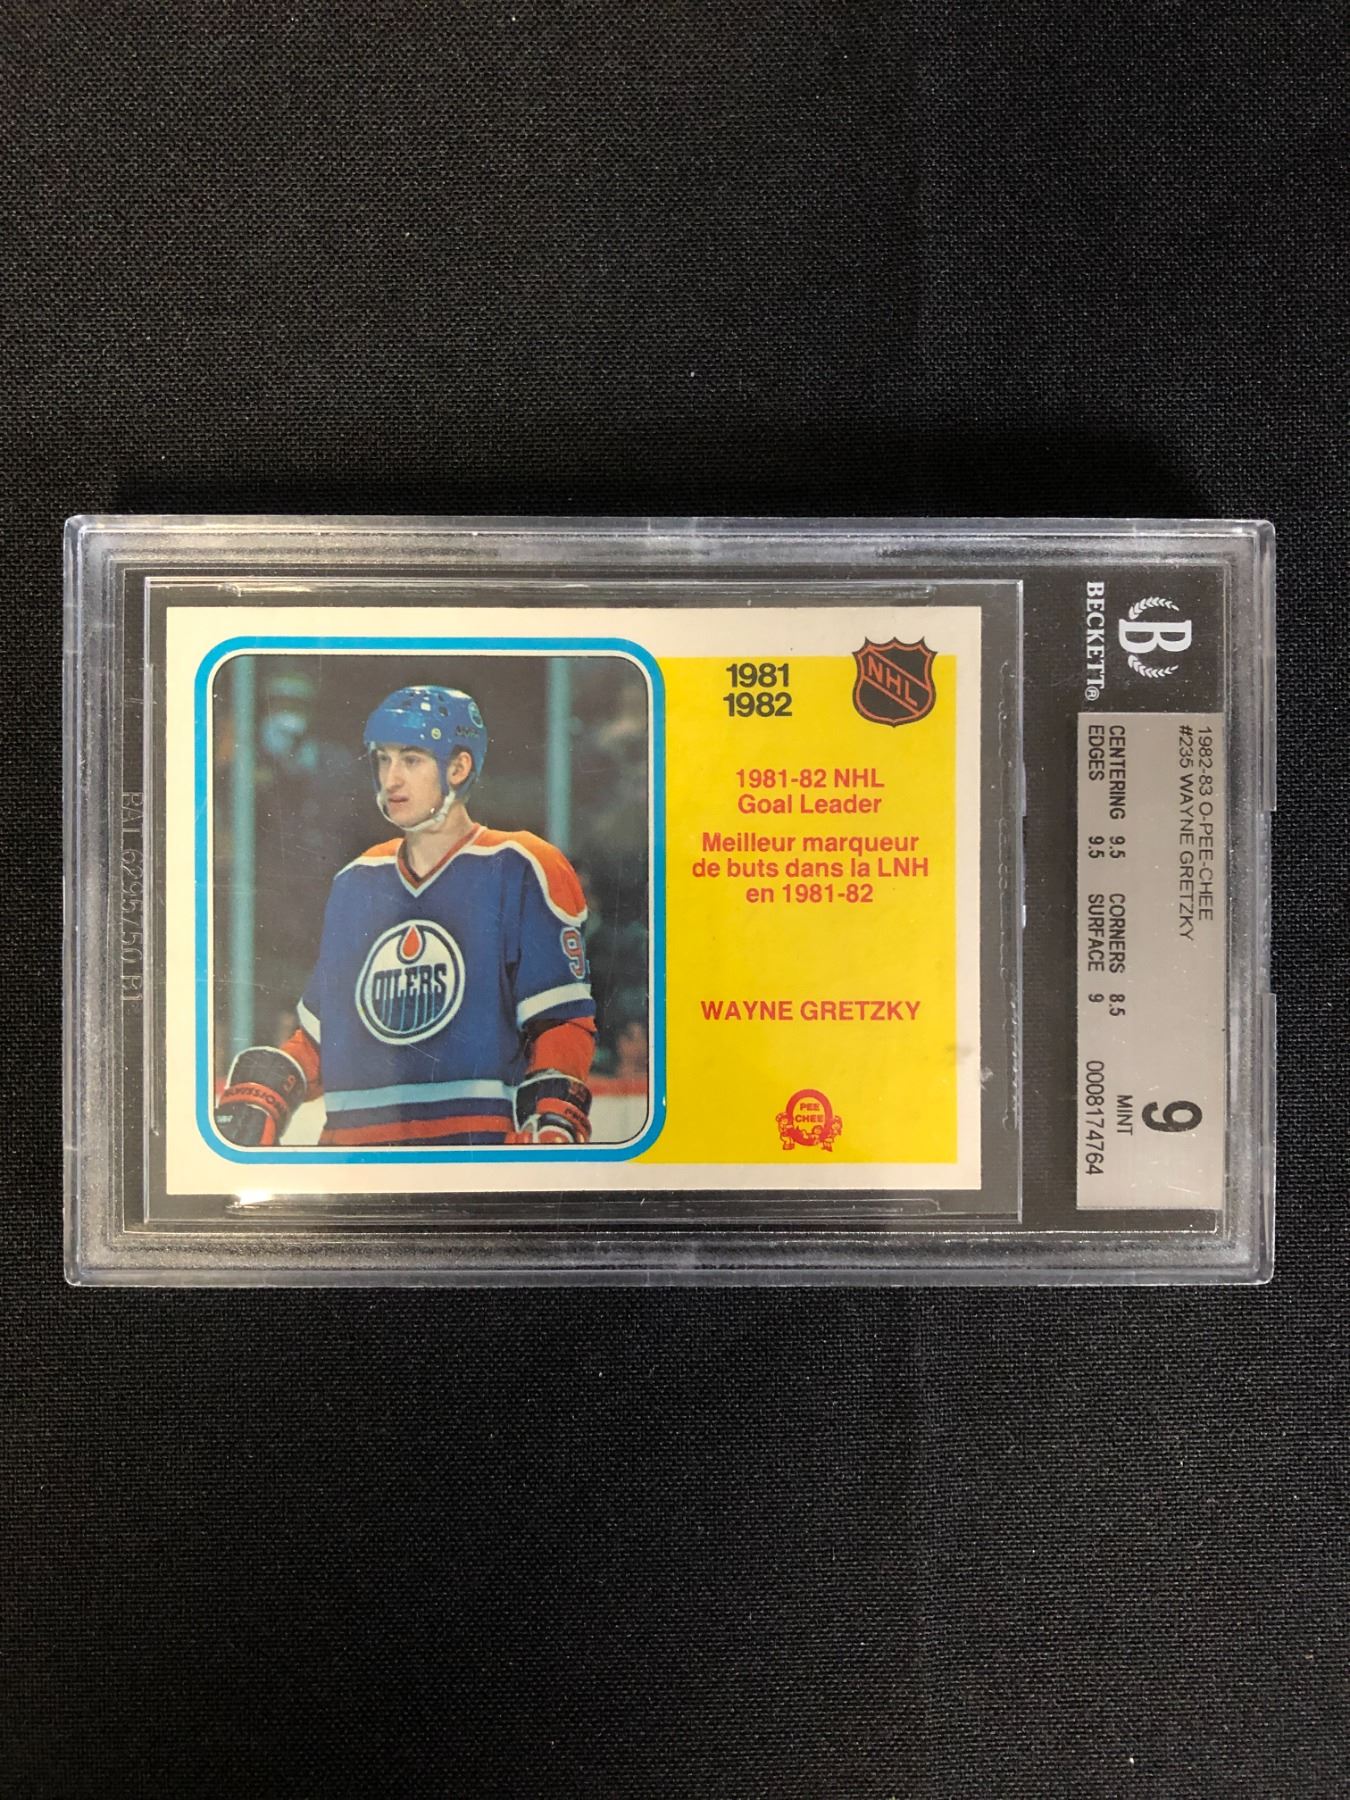 1981
1982
NHL
1981-82 NHL
Goal Leader
Meilleur marqueur
de buts dans la LNH
en 1981-82
WAYNE GRETZKY
PEE
CHEE
OILERS
9
B
BECKETT®
1982-83 O-PEE-CHEE
#235 WAYNE GRETZKY
CENTERING 9.5 CORNERS 8.5
EDGES 9.5 SURFACE 9
9
MINT
0008174764